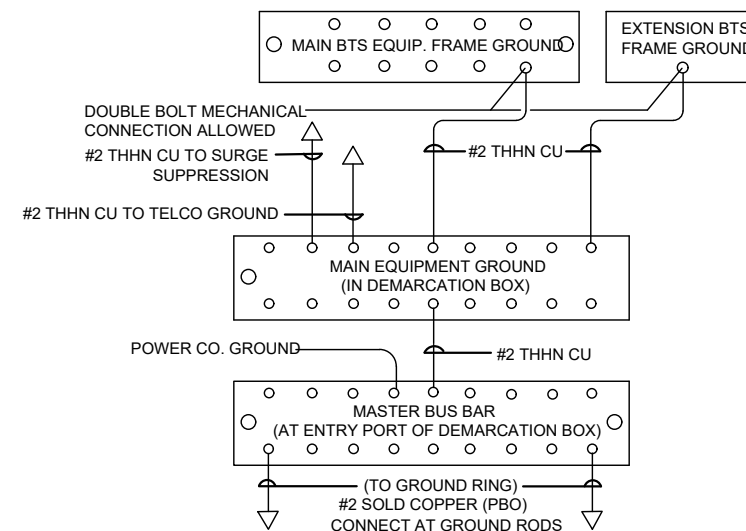 MAIN BTS EQUIP. FRAME GROUND
EXTENSION BTS
FRAME GROUND
DOUBLE BOLT MECHANICAL
CONNECTION ALLOWED
#2 THHN CU TO SURGE
SUPPRESSION
#2 THHN CU
#2 THHN CU TO TELCO GROUND
MAIN EQUIPMENT GROUND
(IN DEMARCATION BOX)
POWER CO. GROUND
#2 THHN CU
MASTER BUS BAR
(AT ENTRY PORT OF DEMARCATION BOX)
(TO GROUND RING)
#2 SOLD COPPER (PBO)
CONNECT AT GROUND RODS